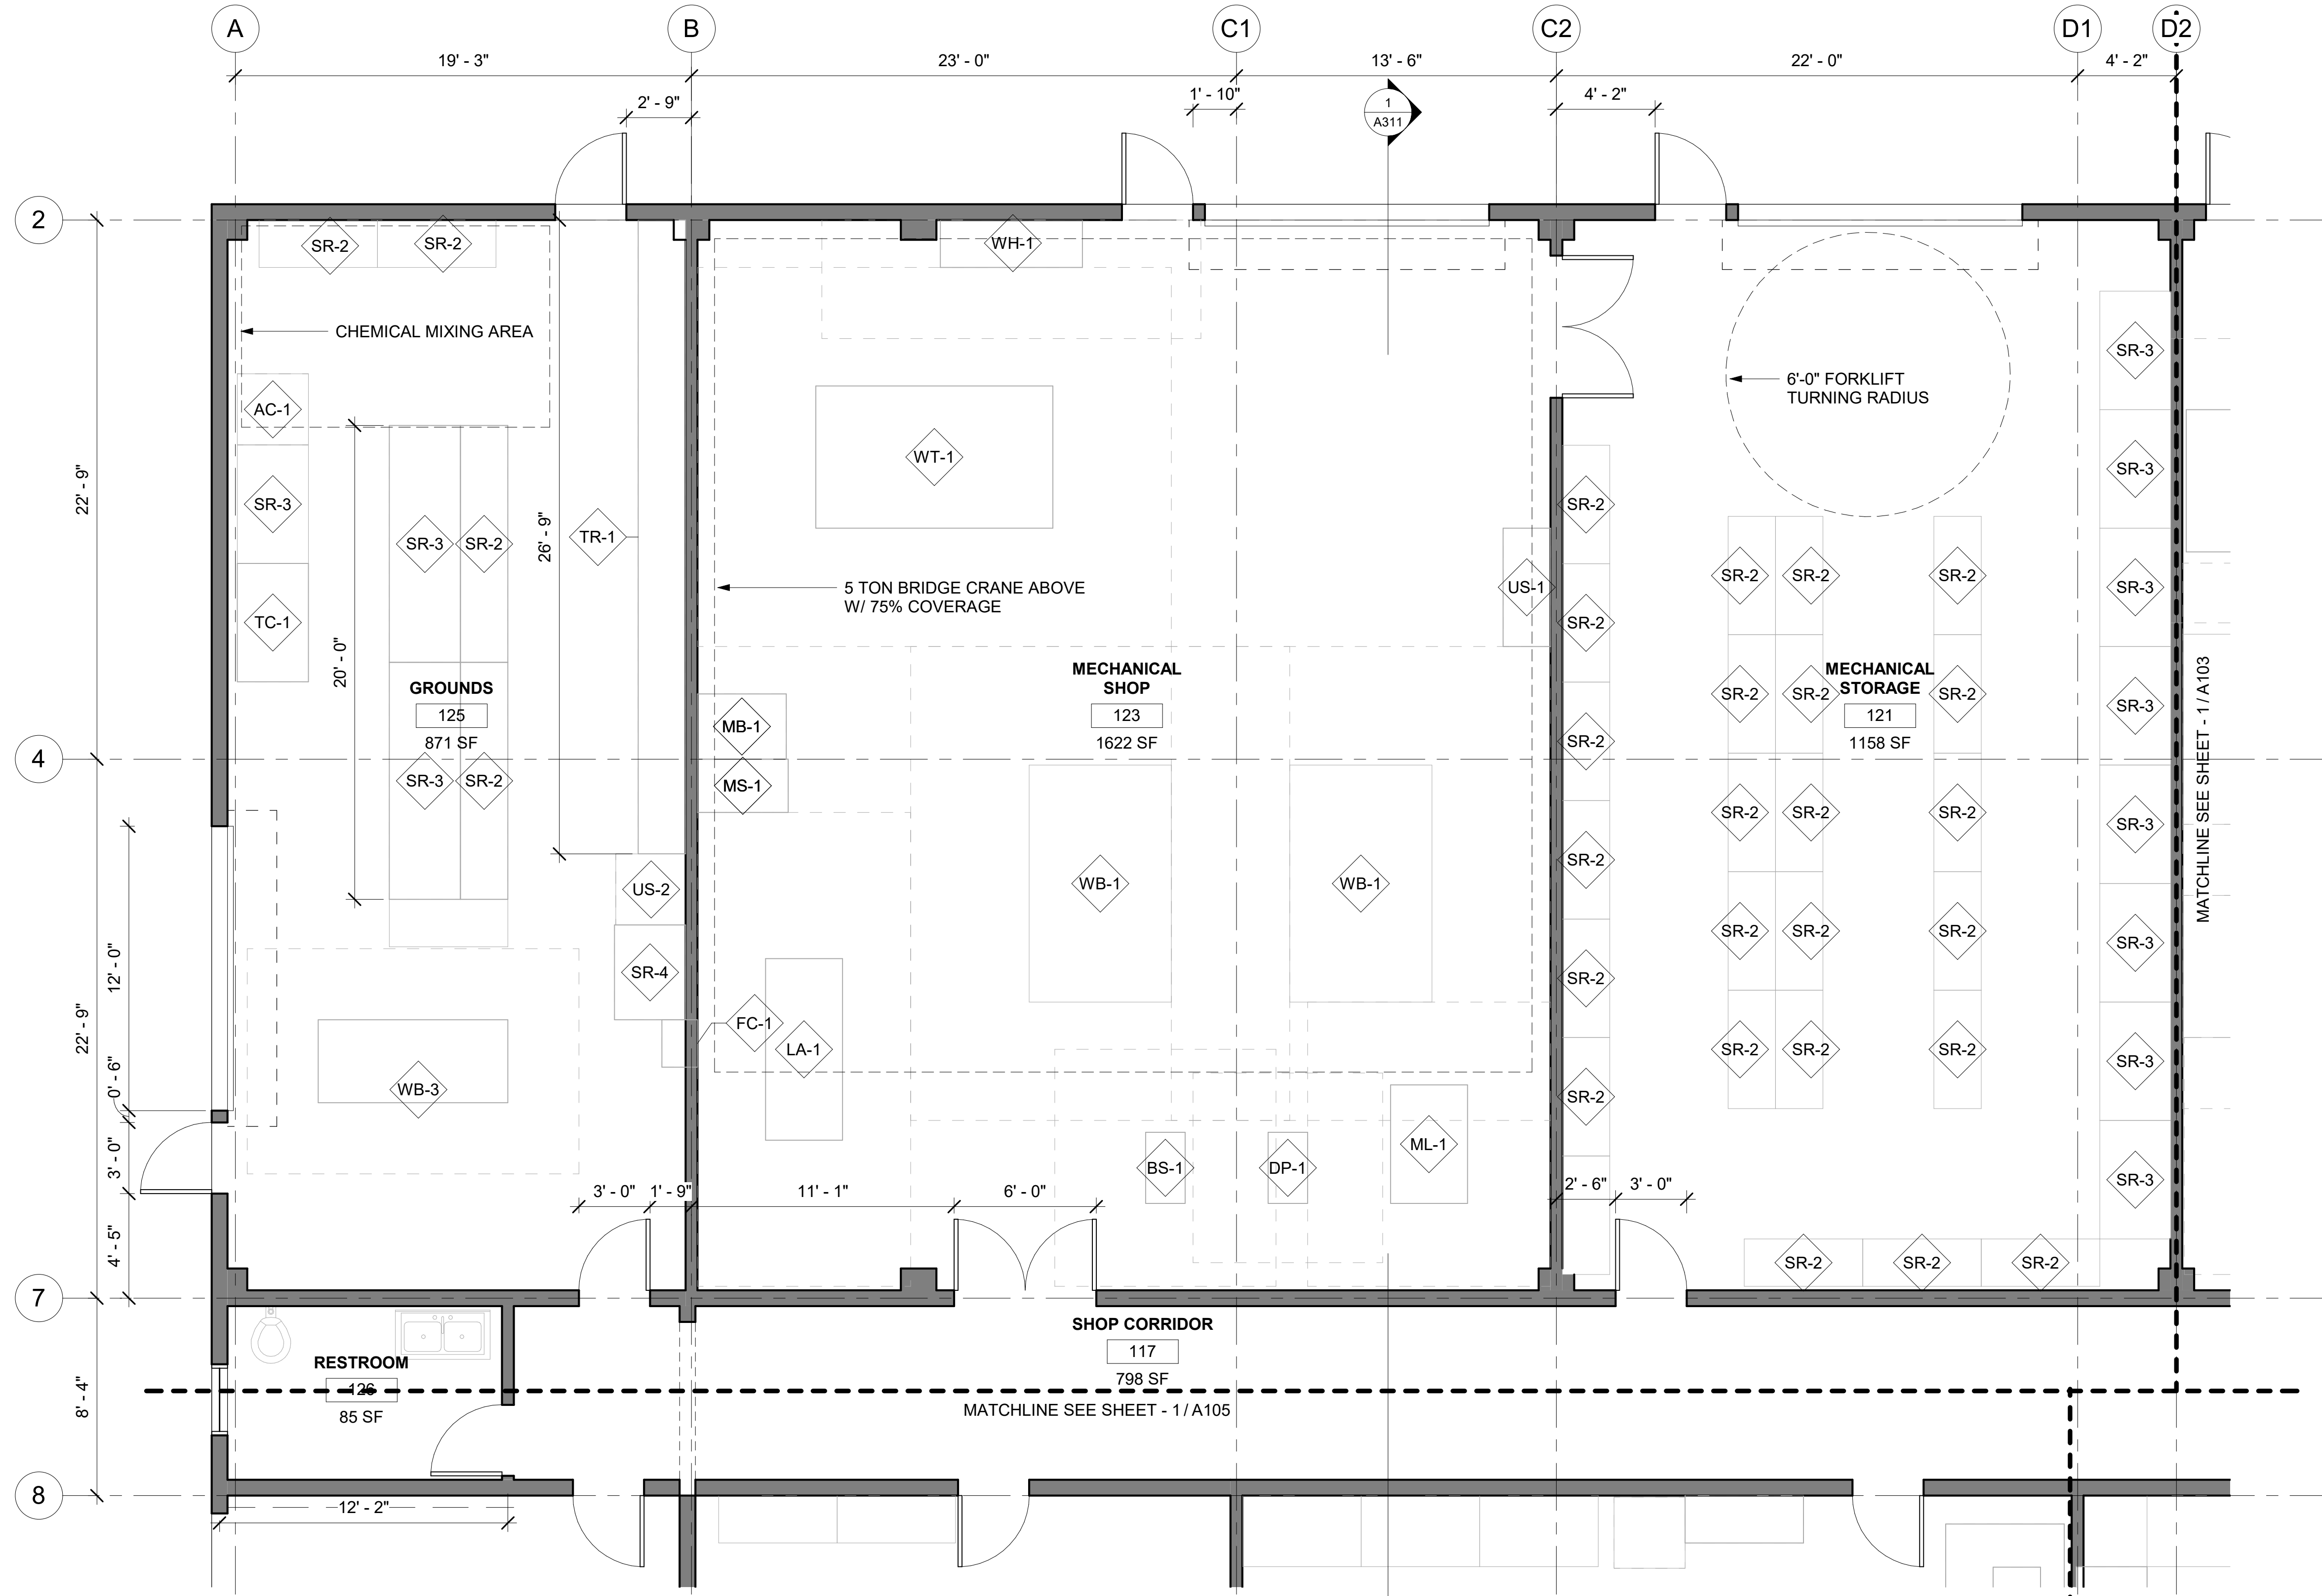 A
B
C1
C2
D1
D2
19' - 3"
23' - 0"
13' - 6"
22' - 0"
4' - 2"
2' - 9"
1' - 10"
1
A311
4' - 2"
2
SR-2
SR-2
WH-1
CHEMICAL MIXING AREA
6'-0" FORKLIFT
TURNING RADIUS
SR-3
AC-1
WT-1
SR-3
22' - 9"
SR-3
SR-3
SR-2
26' - 9"
TR-1
SR-2
5 TON BRIDGE CRANE ABOVE
W/ 75% COVERAGE
US-1
SR-2
SR-2
SR-2
SR-3
TC-1
20' - 0"
SR-2
GROUNDS
125
871 SF
MECHANICAL
SHOP
123
1622 SF
SR-2
SR-2
MECHANICAL
STORAGE
121
1158 SF
SR-2
SR-3
MATCHLINE SEE SHEET - 1 / A103
MB-1
4
SR-3
SR-2
MS-1
SR-2
SR-2
SR-2
SR-2
SR-3
US-2
WB-1
WB-1
SR-2
12' - 0"
SR-4
SR-2
SR-2
SR-2
SR-2
SR-3
22' - 9"
FC-1
LA-1
0' - 6"
WB-3
SR-2
SR-2
SR-2
SR-2
SR-3
3' - 0"
BS-1
DP-1
ML-1
SR-3
3' - 0"
1' - 9"
11' - 1"
6' - 0"
2' - 6"
3' - 0"
4' - 5"
SR-2
SR-2
SR-2
7
SHOP CORRIDOR
117
798 SF
RESTROOM
126
85 SF
8' - 4"
MATCHLINE SEE SHEET - 1 / A105
8
12' - 2"